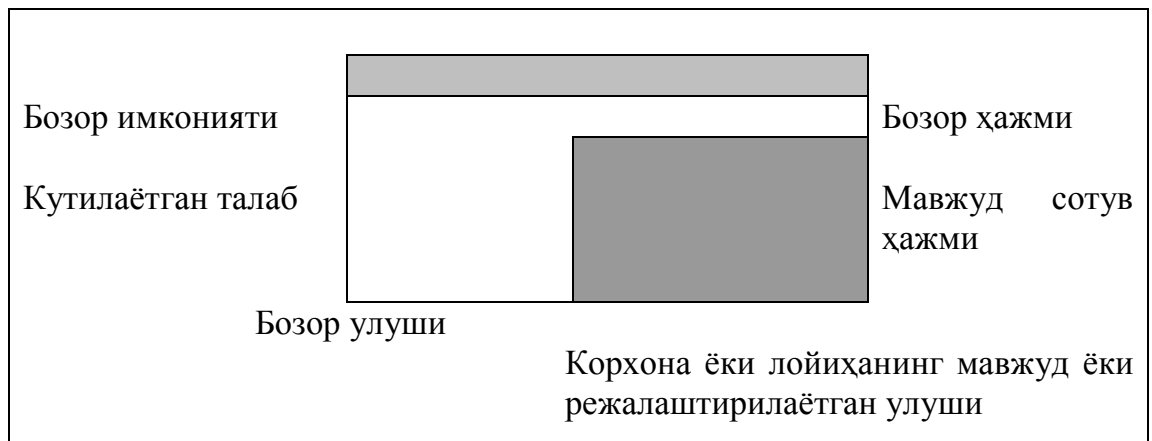 Бозор имконияти
Бозор ҳажми
Кутилаётган талаб
Мавжуд сотув
ҳажми
Бозор улуши
Корхона ёки лойиҳанинг мавжуд ёки
режалаштирилаётган улуши